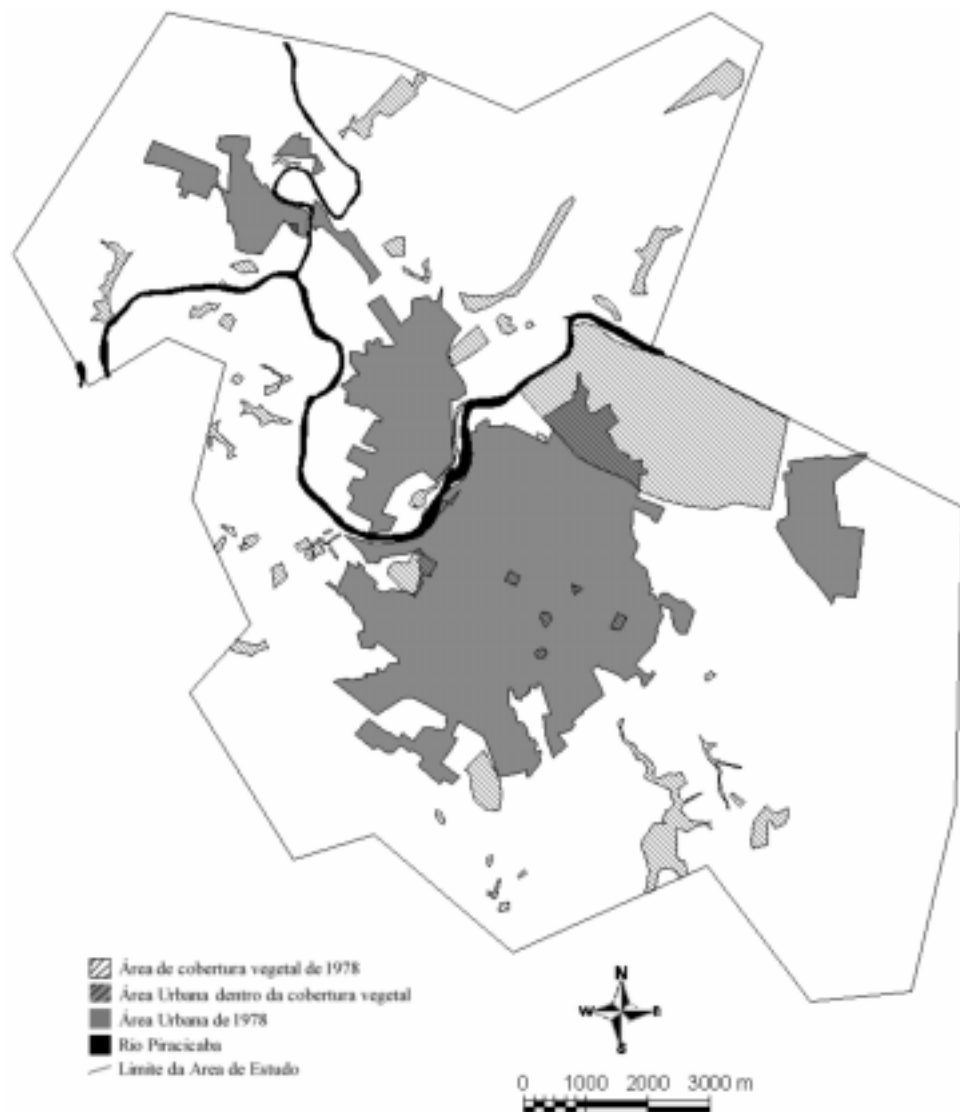 Área de cobertura vegetal de 1978
Área Urbana dentro da cobertura vegetal
Área Urbana de 1978
Rio Piracicaba
Limite da Area de Estudo
N
W
E
S
0 1000 2000 3000 m